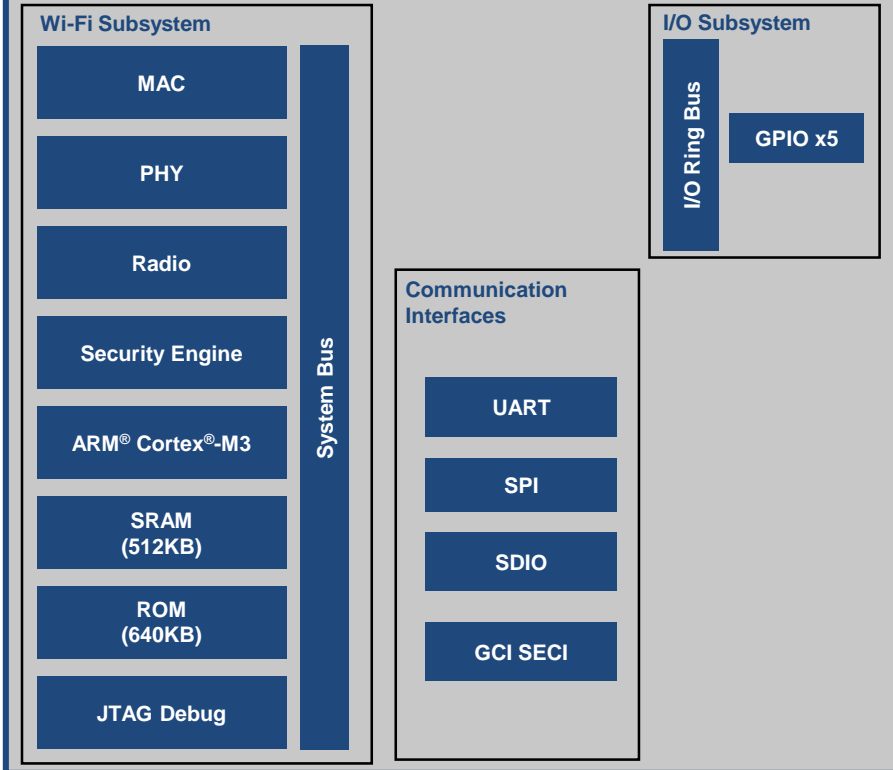 Wi-Fi Subsystem
MAC
PHY
Radio
Security Engine
ARM® Cortex®-M3
SRAM
(512KB)
ROM
(640KB)
JTAG Debug
System Bus
Communication
Interfaces
UART
SPI
SDIO
GCI SECI
I/O Subsystem
I/O Ring Bus
GPIO x5